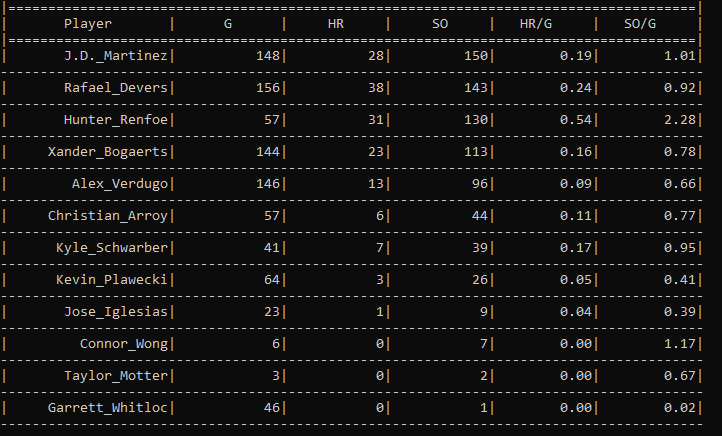 |======================================================================================|
|       Player       |      G      |     HR     |     SO     |   HR/G   |   SO/G   |
|======================================================================================|
|       J.D._Martinez|          148|          28|         150|        0.19|        1.01|
----------------------------------------------------------------------------------------
|       Rafael_Devers|          156|          38|         143|        0.24|        0.92|
----------------------------------------------------------------------------------------
|       Hunter_Renfoe|           57|          31|         130|        0.54|        2.28|
----------------------------------------------------------------------------------------
|     Xander_Bogaerts|          144|          23|         113|        0.16|        0.78|
----------------------------------------------------------------------------------------
|        Alex_Verdugo|          146|          13|          96|        0.09|        0.66|
----------------------------------------------------------------------------------------
|     Christian_Arroy|           57|           6|          44|        0.11|        0.77|
----------------------------------------------------------------------------------------
|      Kyle_Schwarber|           41|           7|          39|        0.17|        0.95|
----------------------------------------------------------------------------------------
|      Kevin_Plawecki|           64|           3|          26|        0.05|        0.41|
----------------------------------------------------------------------------------------
|       Jose_Iglesias|           23|           1|           9|        0.04|        0.39|
----------------------------------------------------------------------------------------
|         Connor_Wong|            6|           0|           7|        0.00|        1.17|
----------------------------------------------------------------------------------------
|       Taylor_Motter|            3|           0|           2|        0.00|        0.67|
----------------------------------------------------------------------------------------
|     Garrett_Whitloc|           46|           0|           1|        0.00|        0.02|
----------------------------------------------------------------------------------------